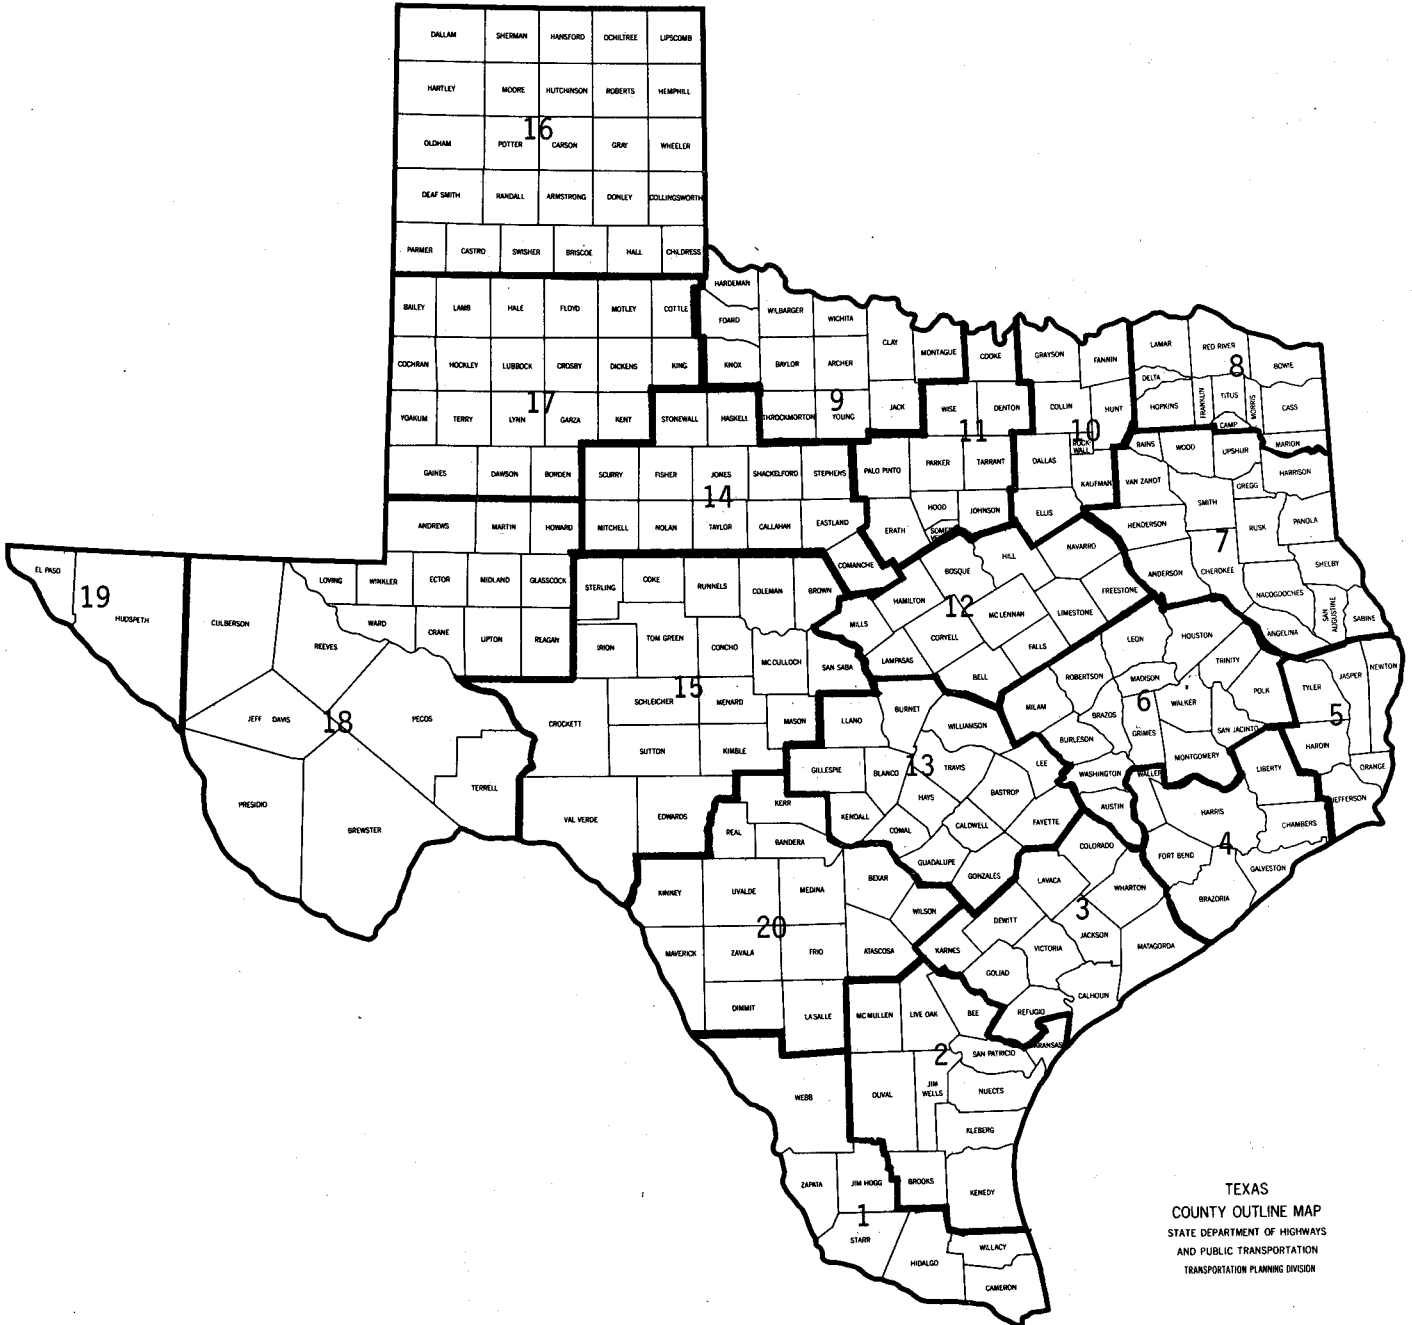 DALLAM SHERMAN HANSFORD OCHILTREE LIPSCOMB
HARTLEY MOORE HUTCHINSON ROBERTS HEMPHILL
16
OLDHAM POTTER CARSON GRAY WHEELER
DEAF SMITH RANDALL ARMSTRONG DONLEY COLLINGSWORTH
PARMER CASTRO SWISHER BRISCOE HALL CHILDRESS
HARDEMAN
BAILEY LAMB HALE FLOYD MOTLEY COTTLE
FOARD WILBARGER WICHITA
CLAY MONTAGUE COOKE GRAYSON FANNIN LAMAR RED RIVER
8
BOWIE
COCHRAN HOCKLEY LUBBOCK CROSBY DICKENS KING KNOX BAYLOR ARCHER
DELTA
HOPKINS FRANKLIN TITUS MORRIS CASS
CAMP
17
9
YOAKUM TERRY LYNN GARZA KENT STONEWALL HASKELL THROCKMORTON YOUNG JACK WISE DENTON COLLIN HUNT
11
10
ROCK
WALL
RAINS WOOD UPSHUR MARION
GAINES DAWSON BORDEN SCURRY FISHER JONES SHACKELFORD STEPHENS PALO PINTO PARKER TARRANT DALLAS KAUFMAN VAN ZANDT GREGG HARRISON
14
SMITH
ANDREWS MARTIN HOWARD MITCHELL NOLAN TAYLOR CALLAHAN EASTLAND ERATH HOOD JOHNSON ELLIS HENDERSON RUSK PANOLA
7
NAVARRO
HILL
EL PASO
19
HUDSPETH
CULBERSON LOVING WINKLER ECTOR MIDLAND GLASSCOCK STERLING COKE RUNNELS COLEMAN BROWN COMANCHE BOSQUE ANDERSON CHEROKEE SHELBY
HAMILTON
12
MC LENNAN LIMESTONE FREESTONE NACOGDOCHES SAN
AUGUSTINE
SABINE
WARD CRANE UPTON REAGAN IRION TOM GREEN CONCHO MC CULLOCH SAN SABA MILLS CORYELL FALLS LEON HOUSTON ANGELINA
REEVES
LAMPASAS BELL ROBERTSON MADISON TRINITY
TYLER JASPER NEWTON
15
SCHLEICHER MENARD MASON
6
WALKER POLK
5
JEFF DAVIS 18 PECOS CROCKETT LLANO BURNET WILLIAMSON MILAM BRAZOS GRIMES SAN JACINTO
SUTTON KIMBLE BURLESON MONTGOMERY HARDIN
GILLESPIE BLANCO 13 TRAVIS LEE WASHINGTON WALLER LIBERTY ORANGE
TERRELL
PRESIDIO BREWSTER VAL VERDE EDWARDS KERR HAYS BASTROP AUSTIN HARRIS JEFFERSON
REAL BANDERA KENDALL COMAL CALDWELL FAYETTE CHAMBERS
COLORADO
FORT BEND 4
GUADALUPE GALVESTON
KINNEY UVALDE MEDINA BEXAR GONZALES LAVACA WHARTON BRAZORIA
20
WILSON DEWITT 3
JACKSON
MAVERICK ZAVALA FRIO ATASCOSA KARNES VICTORIA MATAGORDA
GOLIAD
CALHOUN
DIMMIT LA SALLE MC MULLEN LIVE OAK BEE REFUGIO
ARANSAS
2 SAN PATRICIO
WEBB DUVAL JIM
WELLS
NUECES
KLEBERG
ZAPATA JIM HOGG BROOKS KENEDY
1
STARR
HIDALGO WILLACY
CAMERON
TEXAS
COUNTY OUTLINE MAP
STATE DEPARTMENT OF HIGHWAYS
AND PUBLIC TRANSPORTATION
TRANSPORTATION PLANNING DIVISION